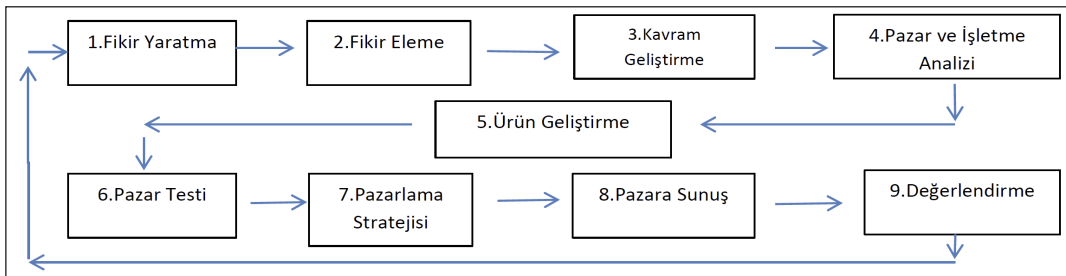 1.Fikir Yaratma
2.Fikir Eleme
3.Kavram
Geliştirme
4.Pazar ve İşletme
Analizi
5.Ürün Geliştirme
6.Pazar Testi
7.Pazarlama
Stratejisi
8.Pazara Sunuş
9.Değerlendirme